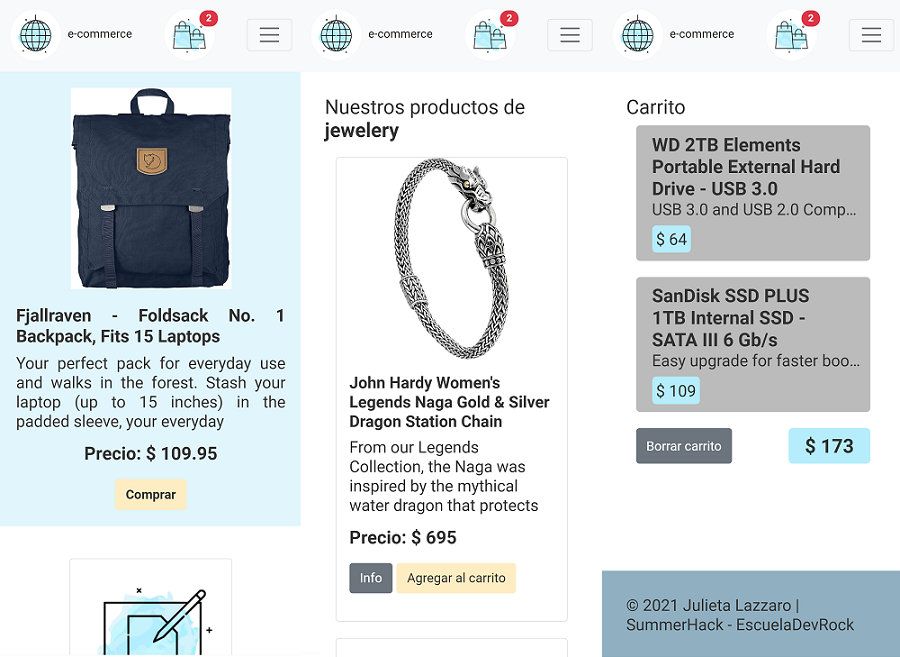 e-commerce
2
Fjallraven - Foldsack No. 1
Backpack, Fits 15 Laptops
Your perfect pack for everyday use
and walks in the forest. Stash your
laptop (up to 15 inches) in the
padded sleeve, your everyday
Precio: $ 109.95
Comprar
e-commerce
2
Nuestros productos de
jewelery
John Hardy Women's
Legends Naga Gold & Silver
Dragon Station Chain
From our Legends
Collection, the Naga was
inspired by the mythical
water dragon that protects
Precio: $ 695
Info
Agregar al carrito
e-commerce
2
Carrito
WD 2TB Elements
Portable External Hard
Drive - USB 3.0
USB 3.0 and USB 2.0 Comp...
$ 64
SanDisk SSD PLUS
1TB Internal SSD -
SATA III 6 Gb/s
Easy upgrade for faster boo...
$ 109
Borrar carrito
$ 173
© 2021 Julieta Lazzaro |
SummerHack - EscuelaDevRock